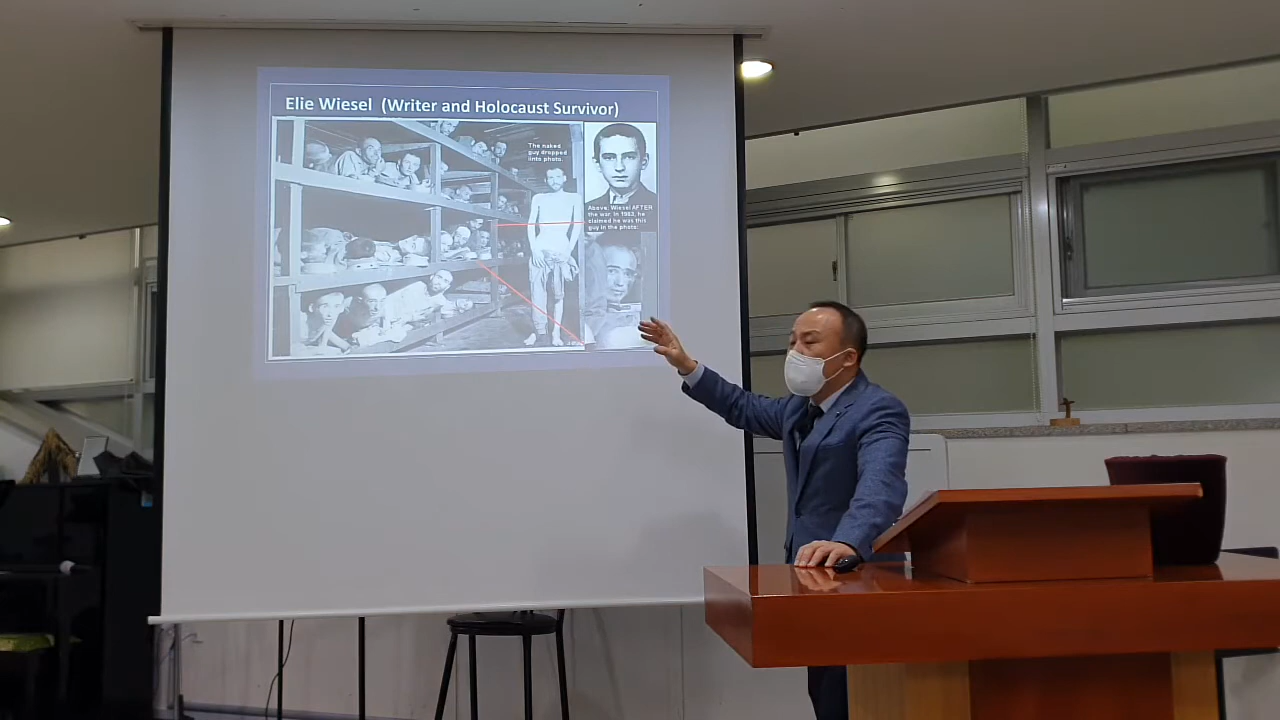 Elie Wiesel (Writer and Holocaust Survivor)
The naked
guy dropped
into photo.
Above: Wiesel AFTER
the war. In 1983, he
claimed he was this
guy in the photo.